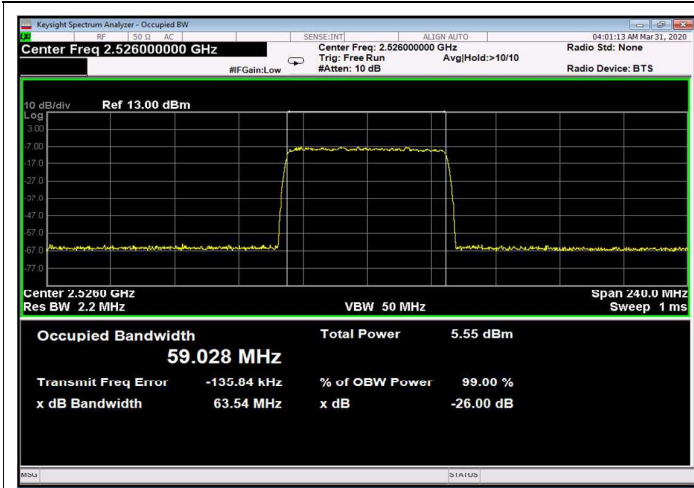 Keysight Spectrum Analyzer - Occupied BW
RF 50 Ω AC SENSE:INT ALIGN AUTO 04:01:13 AM Mar 31, 2020
Center Freq 2.526000000 GHz Center Freq: 2.526000000 GHz Radio Std: None
Trig: Free Run Avg|Hold:>10/10
#IFGain:Low #Atten: 10 dB Radio Device: BTS
10 dB/div Ref 13.00 dBm
Log
3.00
-7.00
-17.0
-27.0
-37.0
-47.0
-57.0
-67.0
-77.0
Center 2.5260 GHz Span 240.0 MHz
Res BW 2.2 MHz VBW 50 MHz Sweep 1 ms
Occupied Bandwidth Total Power 5.55 dBm
59.028 MHz
Transmit Freq Error -135.84 kHz % of OBW Power 99.00 %
x dB Bandwidth 63.54 MHz x dB -26.00 dB
MSG STATUS